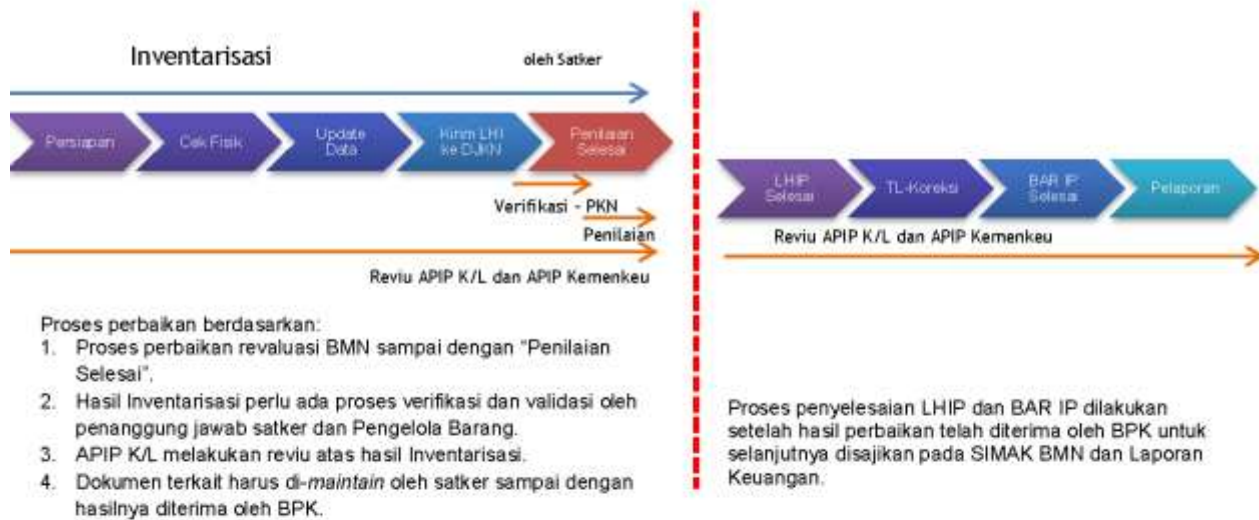 Inventarisasi
oleh Satker
Persiapan
Cek Fisik
Update
Data
Kirim LHI
ke DJKN
Penilaian
Selesai
Verifikasi - PKN
Penilaian
Reviu APIP K/L dan APIP Kemenkeu
Proses perbaikan berdasarkan:
1. Proses perbaikan revaluasi BMN sampai dengan “Penilaian
Selesai”.
2. Hasil Inventarisasi perlu ada proses verifikasi dan validasi oleh
penanggung jawab satker dan Pengelola Barang.
3. APIP K/L melakukan reviu atas hasil Inventarisasi.
4. Dokumen terkait harus di-maintain oleh satker sampai dengan
hasilnya diterima oleh BPK.
LHIP
Selesai
TL-Koreksi
BAR IP
Selesai
Pelaporan
Reviu APIP K/L dan APIP Kemenkeu
Proses penyelesaian LHIP dan BAR IP dilakukan
setelah hasil perbaikan telah diterima oleh BPK untuk
selanjutnya disajikan pada SIMAK BMN dan Laporan
Keuangan.